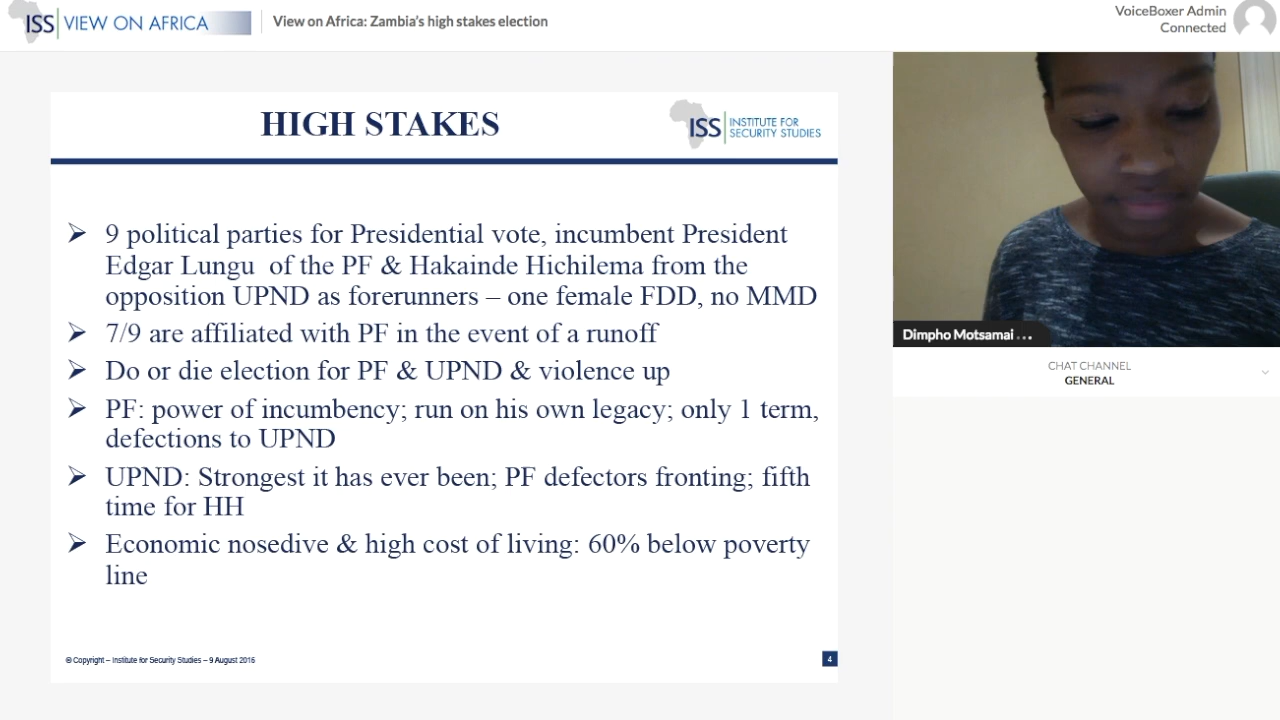 ISS VIEW ON AFRICA
View on Africa: Zambia's high stakes election
VoiceBoxer Admin
Connected
HIGH STAKES
ISS INSTITUTE FOR
SECURITY STUDIES
➢ 9 political parties for Presidential vote, incumbent President
Edgar Lungu of the PF & Hakainde Hichilema from the
opposition UPND as forerunners – one female FDD, no MMD
➢ 7/9 are affiliated with PF in the event of a runoff
➢ Do or die election for PF & UPND & violence up
➢ PF: power of incumbency; run on his own legacy; only 1 term,
defections to UPND
➢ UPND: Strongest it has ever been; PF defectors fronting; fifth
time for HH
➢ Economic nosedive & high cost of living: 60% below poverty
line
© Copyright – Institute for Security Studies – 9 August 2016
4
Dimpho Motsamai ...
CHAT CHANNEL
GENERAL